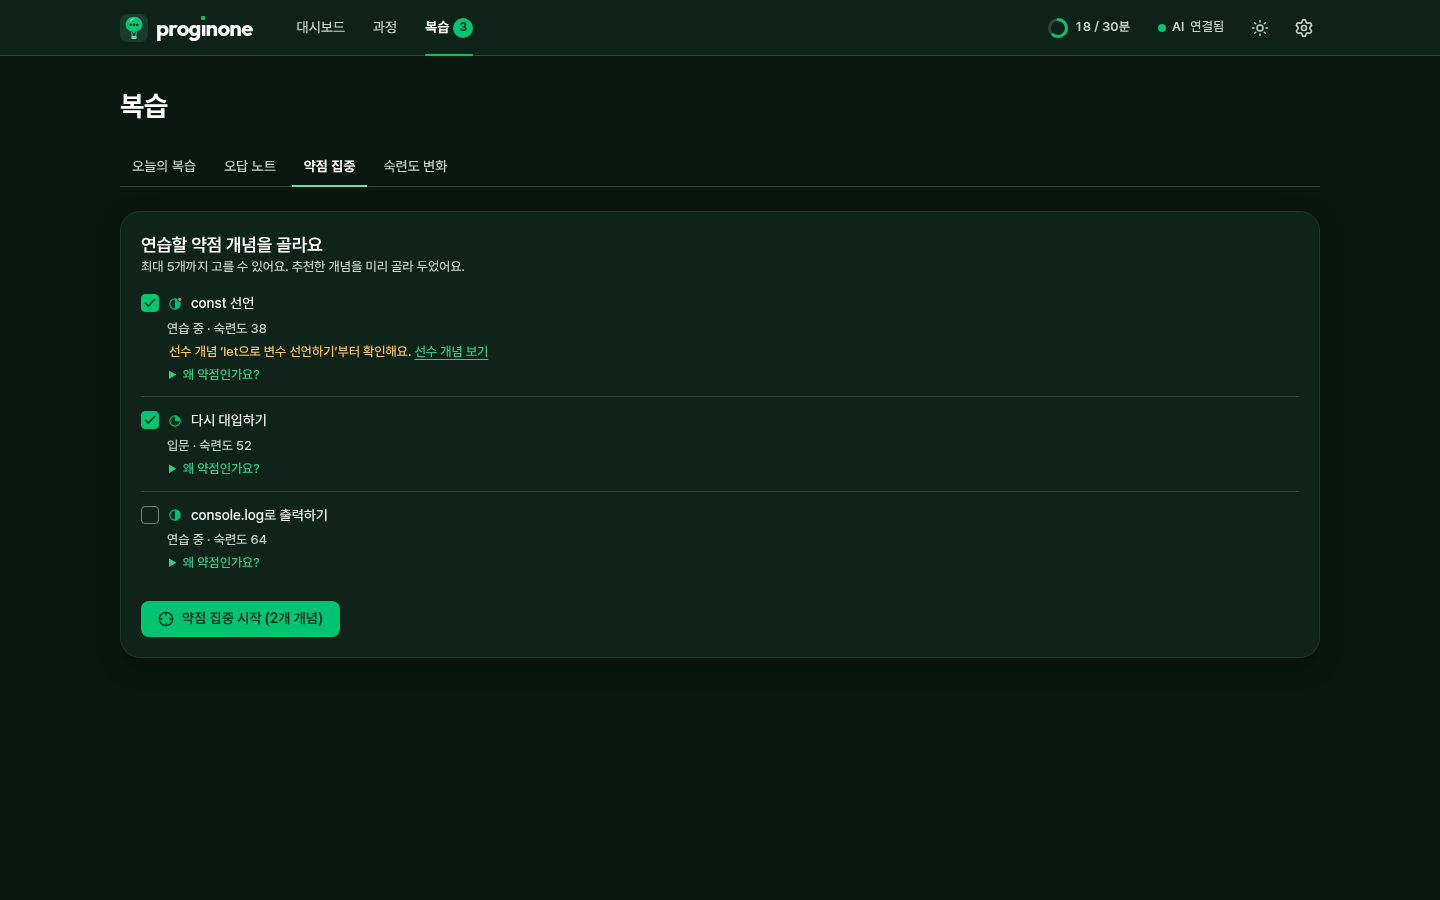 proginone 대시보드 과정 복습 3 18 / 30분 AI 연결됨
복습
오늘의 복습 오답 노트 약점 집중 숙련도 변화
연습할 약점 개념을 골라요
최대 5개까지 고를 수 있어요. 추천한 개념을 미리 골라 두었어요.
const 선언
연습 중 · 숙련도 38
선수 개념 ‘let으로 변수 선언하기’부터 확인해요. 선수 개념 보기
▶ 왜 약점인가요?
다시 대입하기
입문 · 숙련도 52
▶ 왜 약점인가요?
console.log로 출력하기
연습 중 · 숙련도 64
▶ 왜 약점인가요?
약점 집중 시작 (2개 개념)